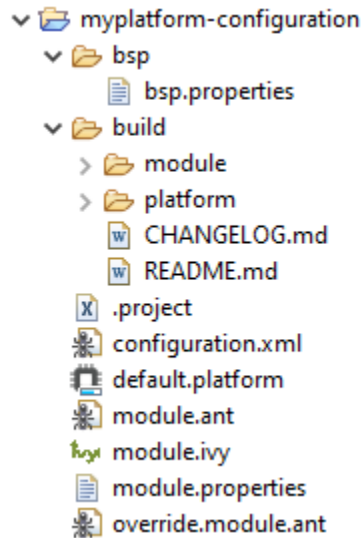 myplatform-configuration
bsp
bsp.properties
build
module
platform
CHANGELOG.md
README.md
.project
configuration.xml
default.platform
module.ant
module.ivy
module.properties
override.module.ant